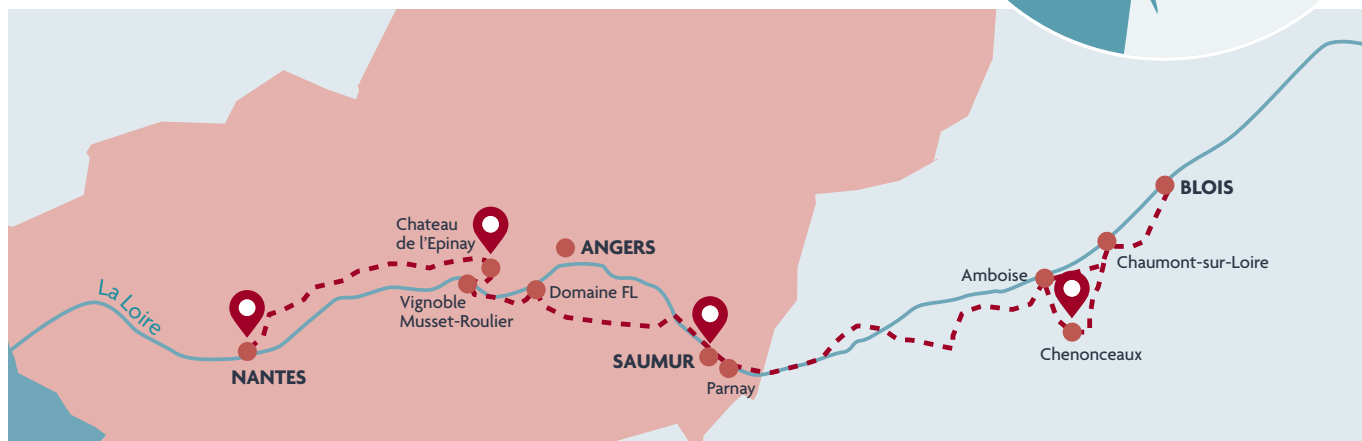 BLOIS
Chateau
de l'Epinay
ANGERS
Chaumont-sur-Loire
Amboise
La Loire
Vignoble
Musset-Roulier
Domaine FL
Chenonceaux
SAUMUR
NANTES
Parnay